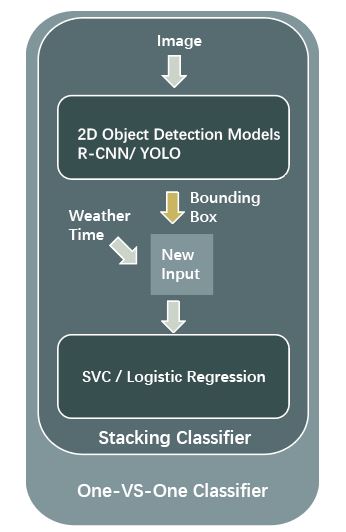 Image
2D Object Detection Models
R-CNN/ YOLO
Bounding
Box
Weather
Time
New
Input
SVC / Logistic Regression
Stacking Classifier
One-VS-One Classifier